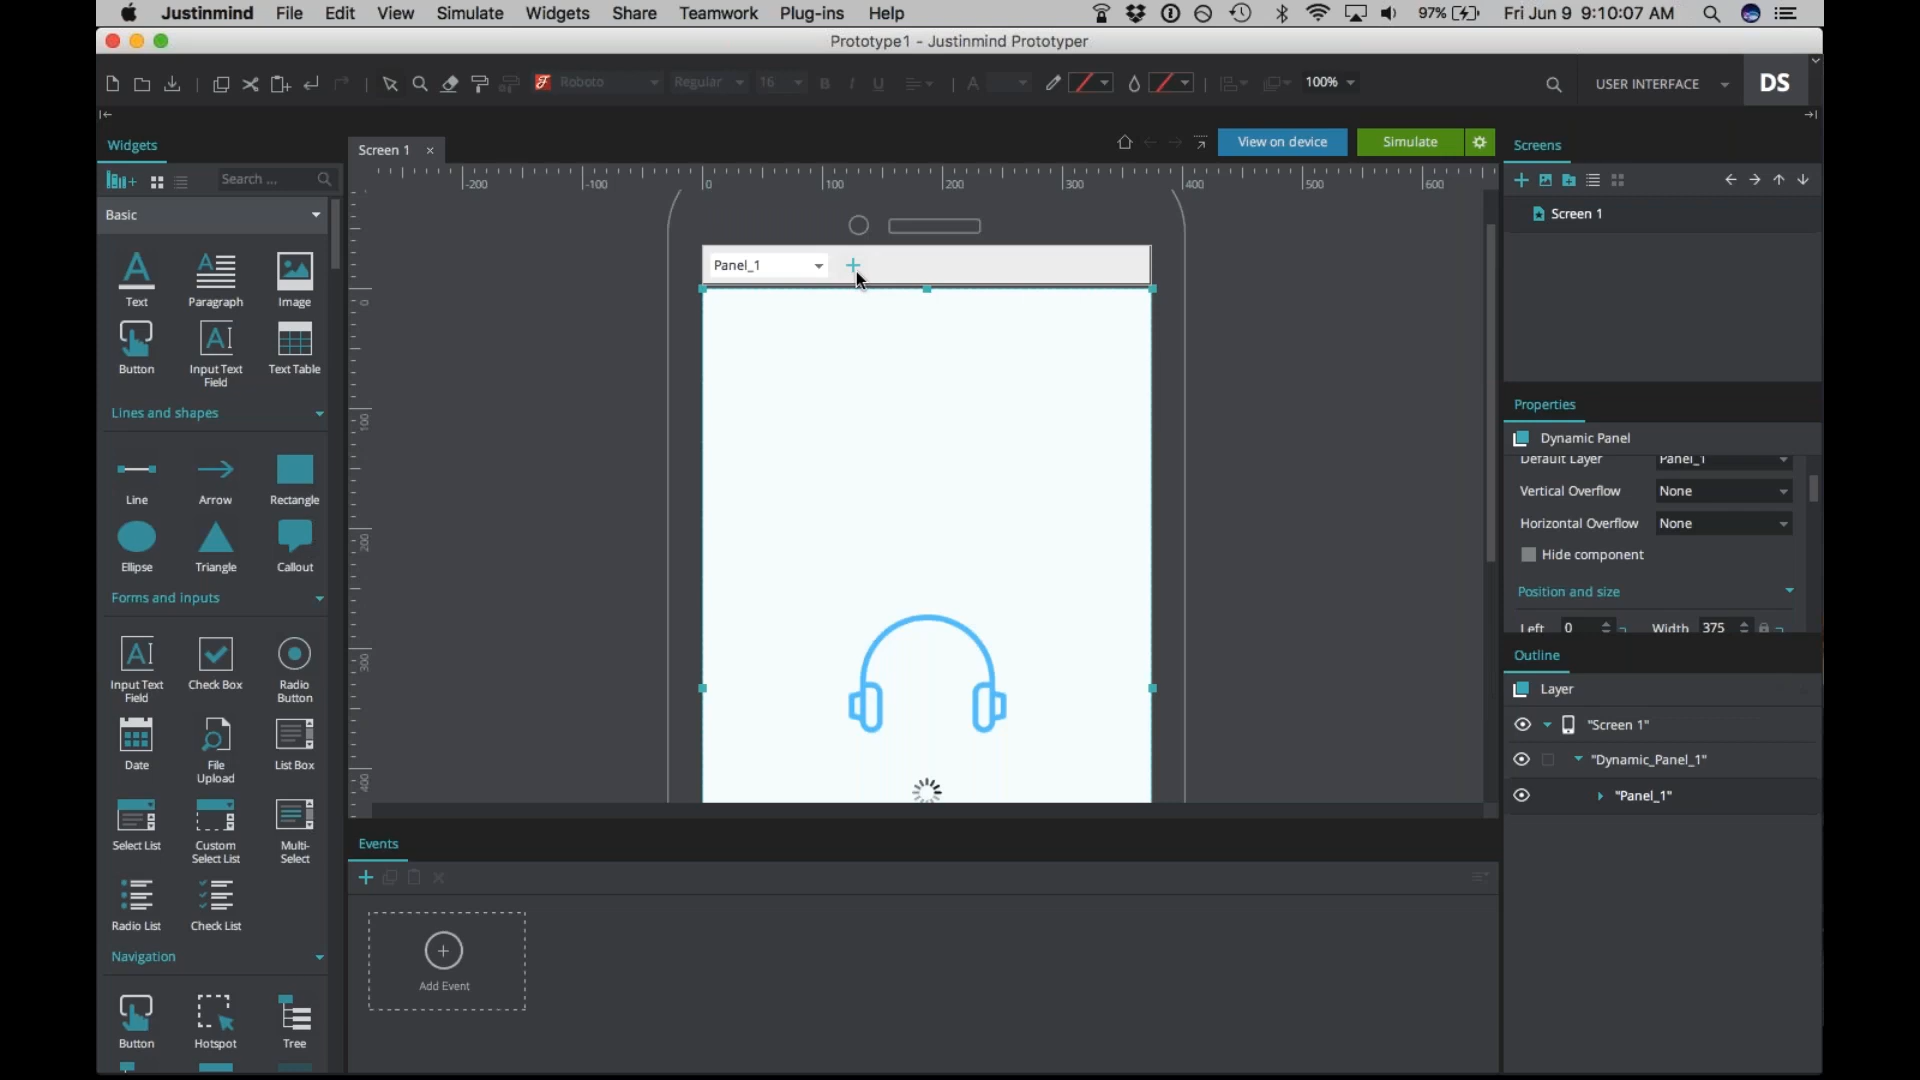 Justinmind File Edit View Simulate Widgets Share Teamwork Plug-ins Help 97% Fri Jun 9 9:10:07 AM
Prototype1 - Justinmind Prototyper
Roboto Regular 16 B I U A 100% USER INTERFACE DS
Widgets
Search ...
Basic
Text Paragraph Image
Button Input Text Field Text Table
Lines and shapes
Line Arrow Rectangle
Ellipse Triangle Callout
Forms and inputs
Input Text Field Check Box Radio Button
Date File Upload List Box
Select List Custom Select List Multi-Select
Radio List Check List
Navigation
Button Hotspot Tree
Screen 1
View on device Simulate
-200 -100 0 100 200 300 400 500 600
0
100
200
300
400
Panel_1
Events
Add Event
Screens
Screen 1
Properties
Dynamic Panel
Default Layer Panel_1
Vertical Overflow None
Horizontal Overflow None
Hide component
Position and size
Left 0 Width 375
Outline
Layer
"Screen 1"
"Dynamic_Panel_1"
"Panel_1"